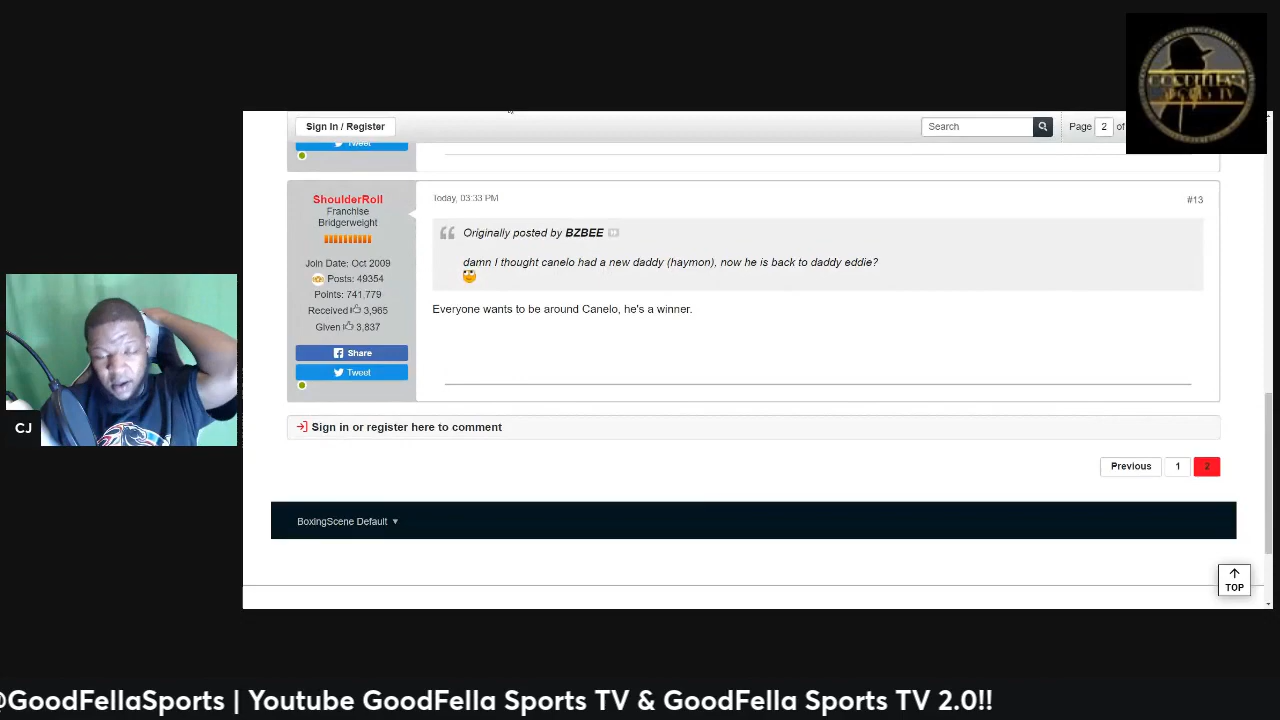 GOODFELLA'S
SPORTS TV
Sign In / Register
Search
Page 2 of
Tweet
ShoulderRoll
Franchise
Bridgerweight
Join Date: Oct 2009
Posts: 49354
Points: 741,779
Received 3,965
Given 3,837
Share
Tweet
Today, 03:33 PM
#13
Originally posted by BZBEE
damn I thought canelo had a new daddy (haymon), now he is back to daddy eddie?
Everyone wants to be around Canelo, he's a winner.
CJ
Sign in or register here to comment
Previous 1 2
BoxingScene Default
TOP
@GoodFellaSports | Youtube GoodFella Sports TV & GoodFella Sports TV 2.0!!